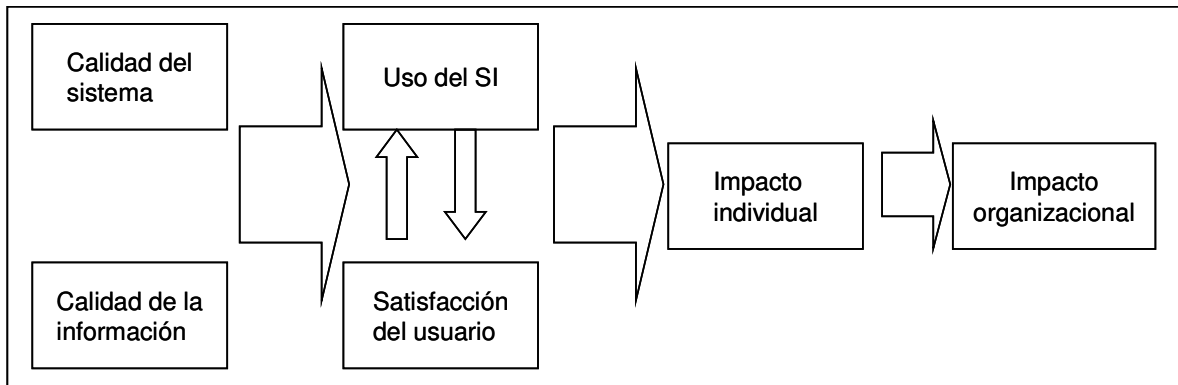 Calidad del
sistema
Calidad de la
información
Uso del SI
Satisfacción
del usuario
Impacto
individual
Impacto
organizacional